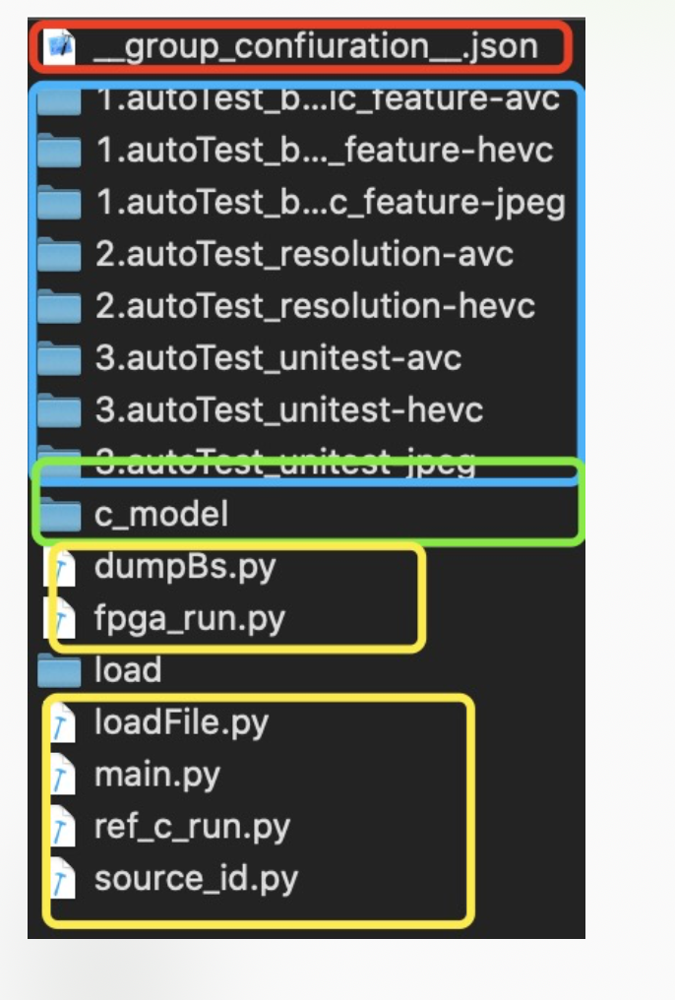 __group_confiuration__.json
1.autoTest_b...ic_feature-avc
1.autoTest_b..._feature-hevc
1.autoTest_b...c_feature-jpeg
2.autoTest_resolution-avc
2.autoTest_resolution-hevc
3.autoTest_unitest-avc
3.autoTest_unitest-hevc
3.autoTest_unitest-jpeg
c_model
dumpBs.py
fpga_run.py
load
loadFile.py
main.py
ref_c_run.py
source_id.py